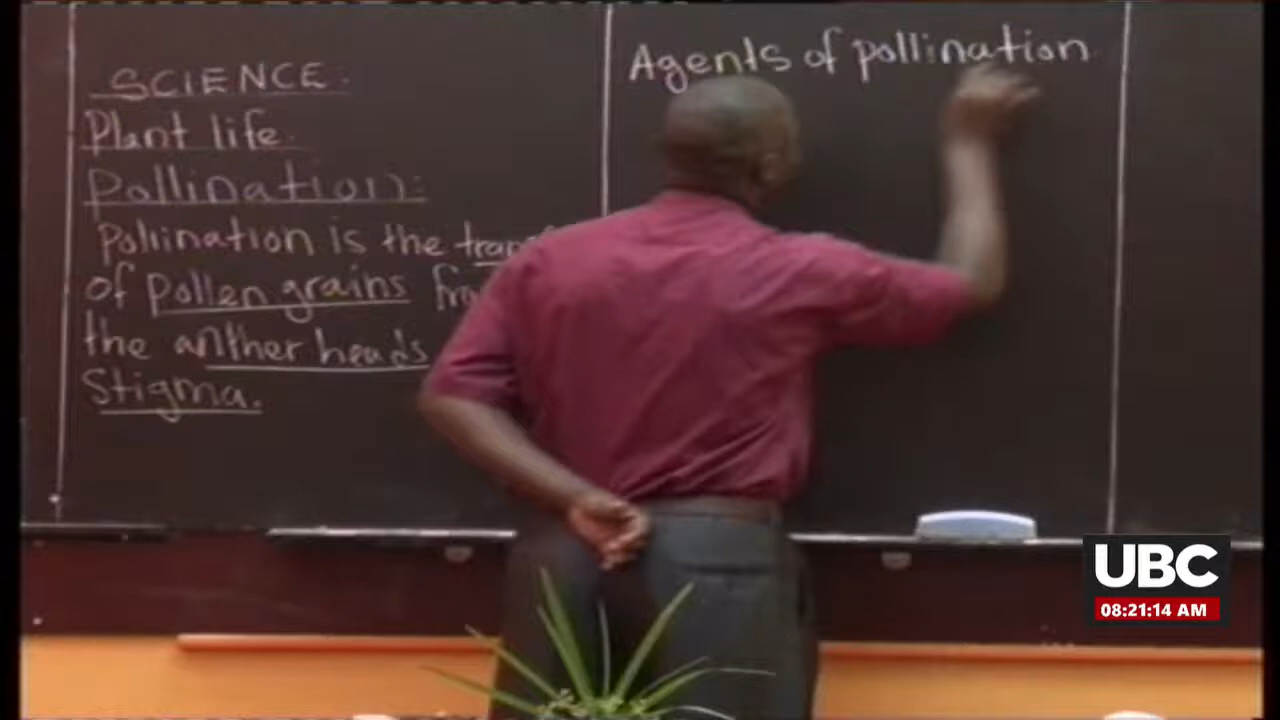 SCIENCE.
Plant life.
Pollination:
Pollination is the
of pollen grains
the anther heads
Stigma.
Agents of pollination
UBC
08:21:14 AM